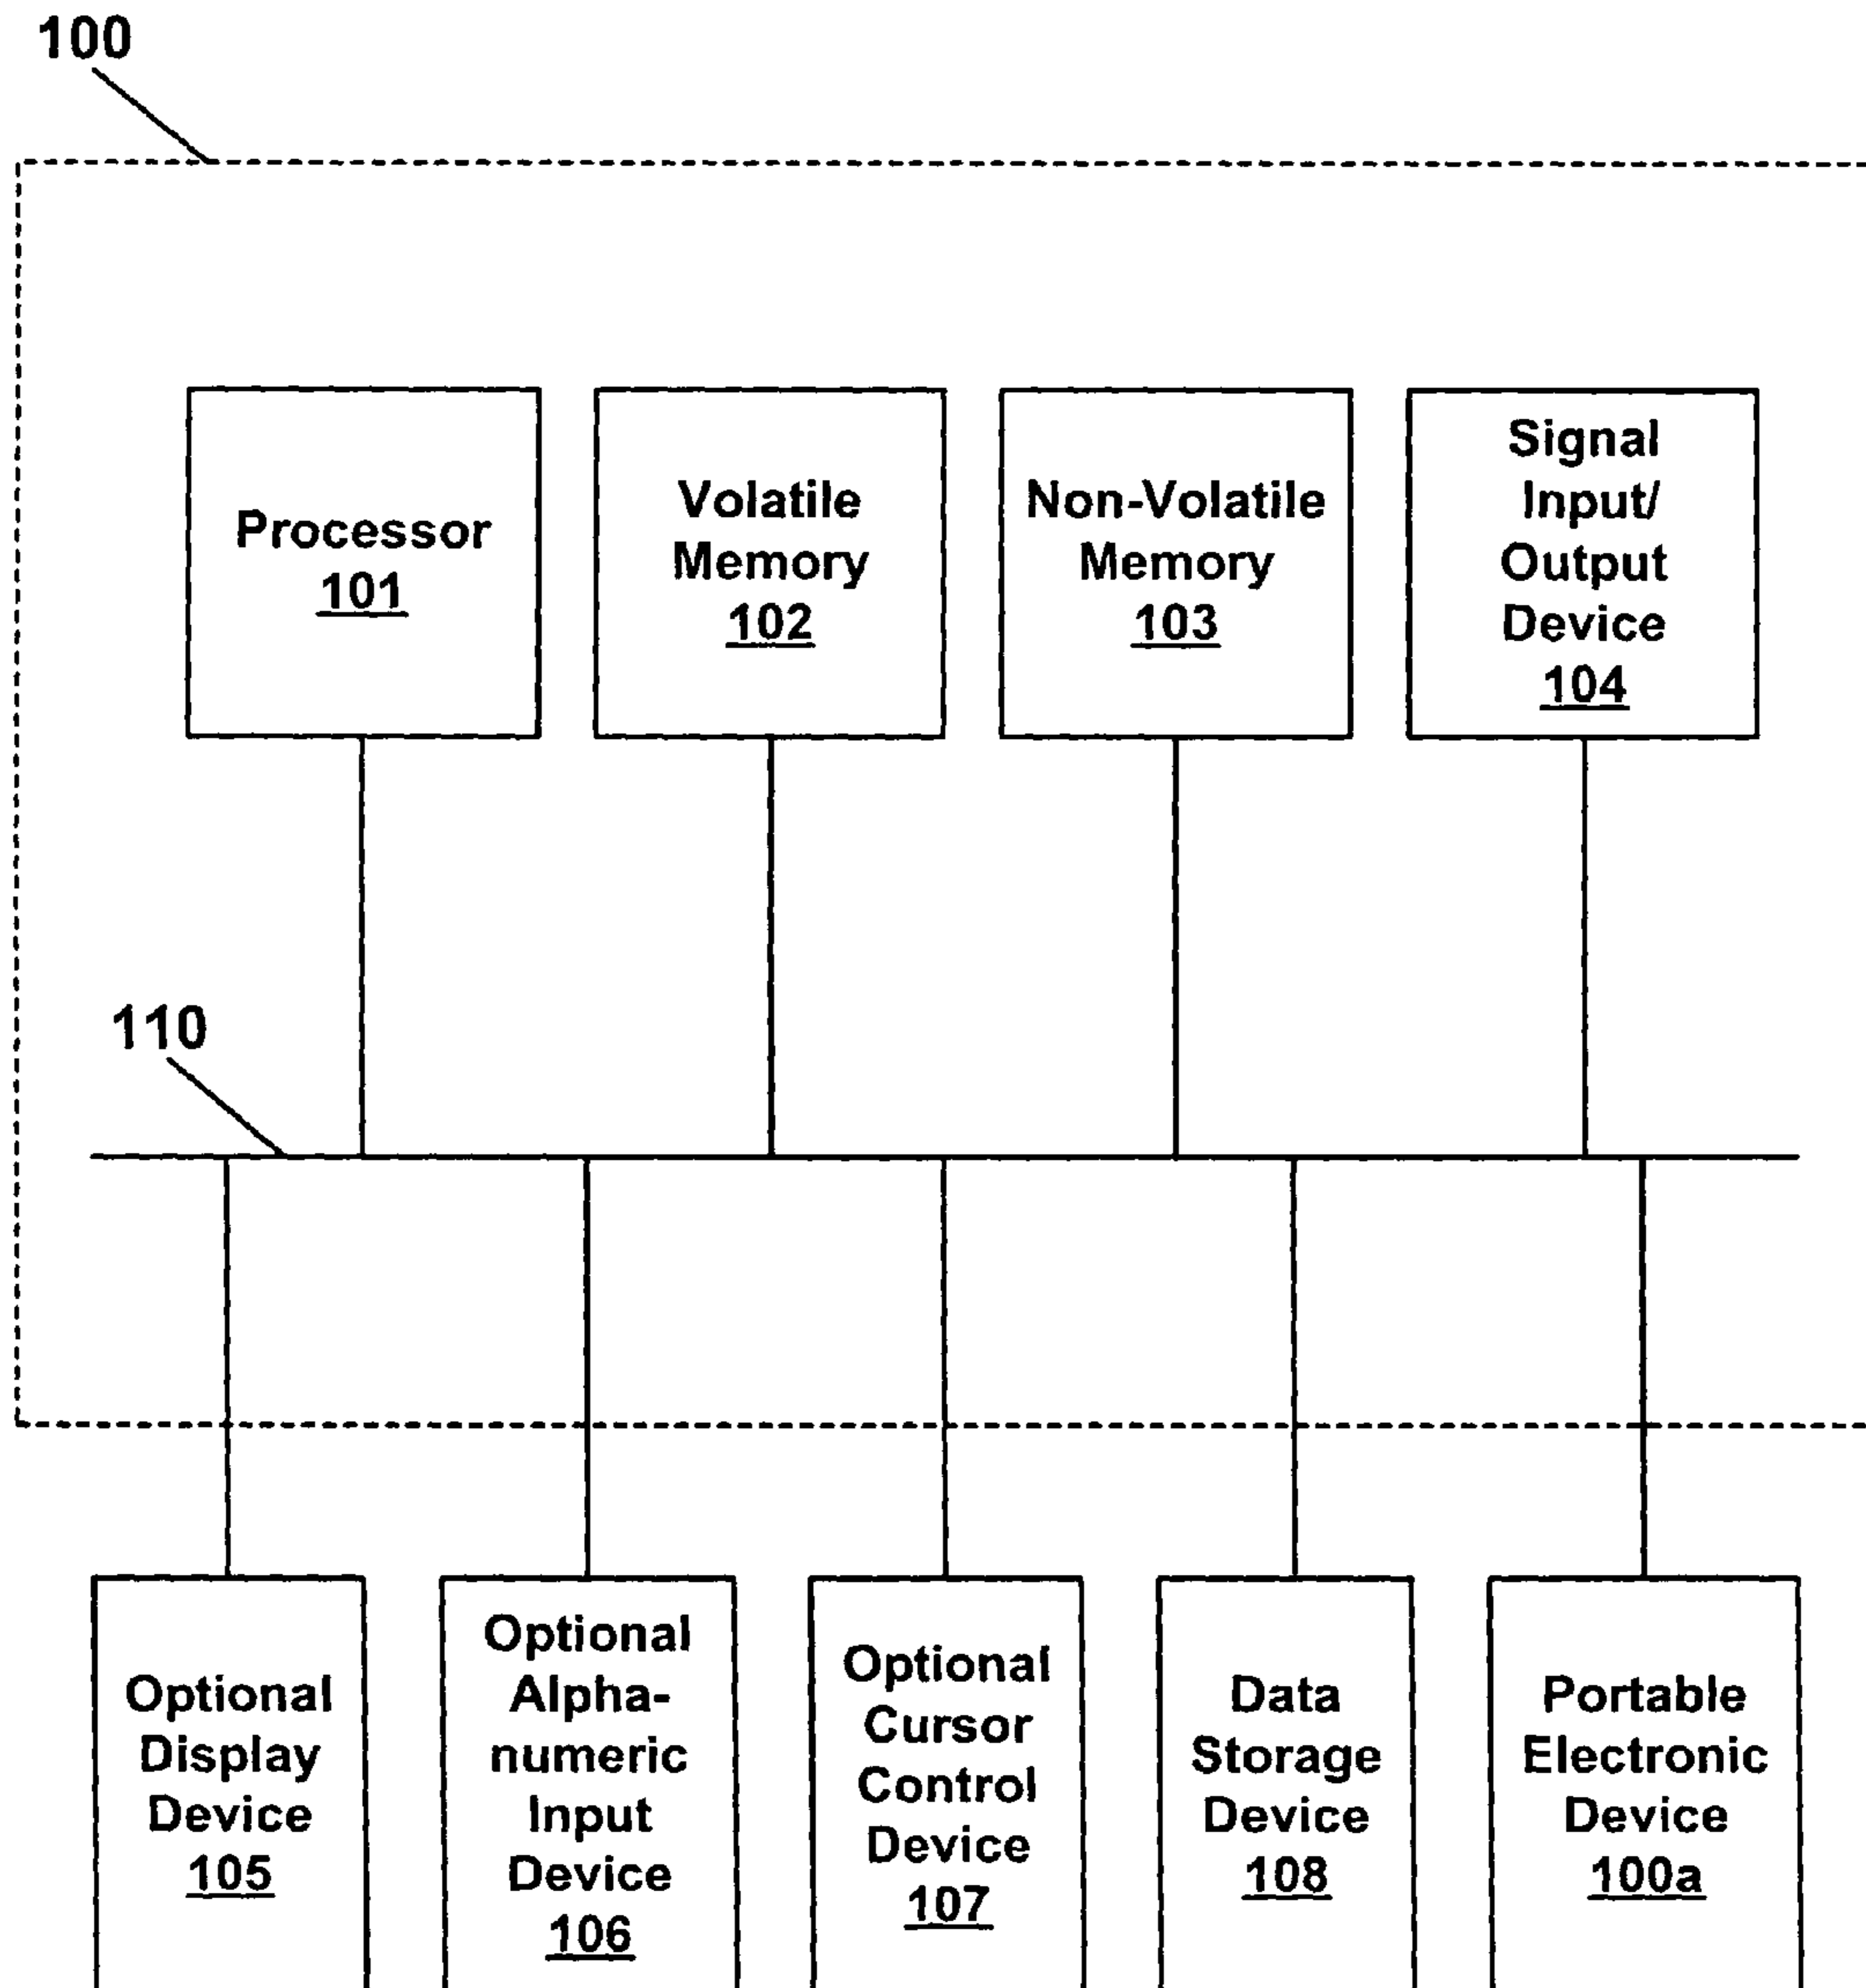 100
Processor
101
Volatile
Memory
102
Non-Volatile
Memory
103
Signal
Input/
Output
Device
104
110
Optional
Display
Device
105
Optional
Alpha-
numeric
Input
Device
106
Optional
Cursor
Control
Device
107
Data
Storage
Device
108
Portable
Electronic
Device
100a